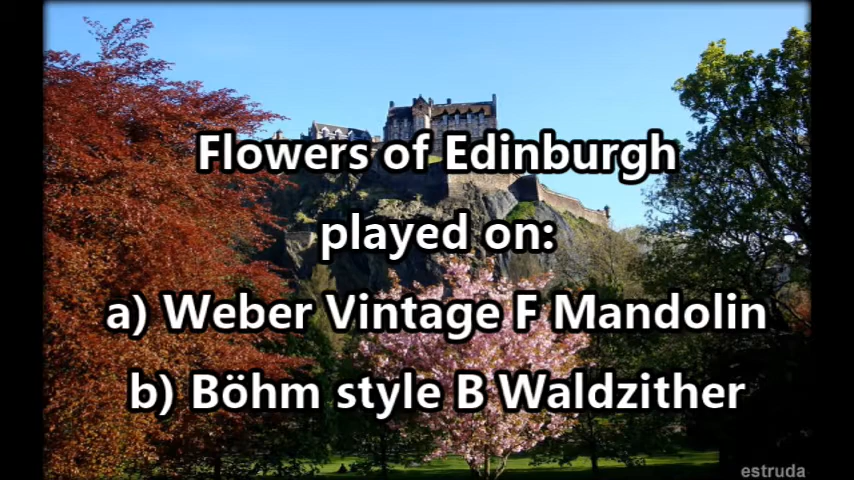 Flowers of Edinburgh
played on:
a) Weber Vintage F Mandolin
b) Böhm style B Waldzither
estruda